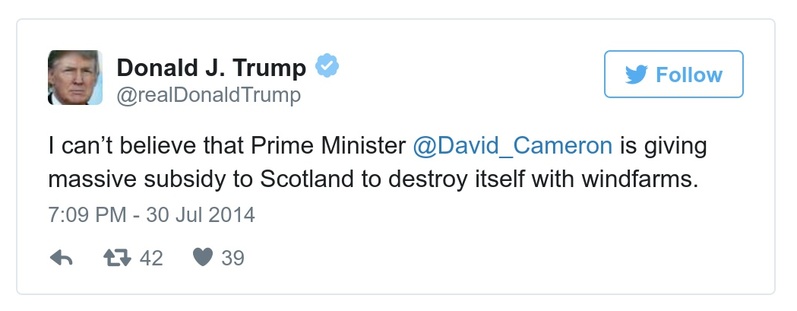 Donald J. Trump
@realDonaldTrump
Follow
I can’t believe that Prime Minister @David_Cameron is giving
massive subsidy to Scotland to destroy itself with windfarms.
7:09 PM - 30 Jul 2014
42 39